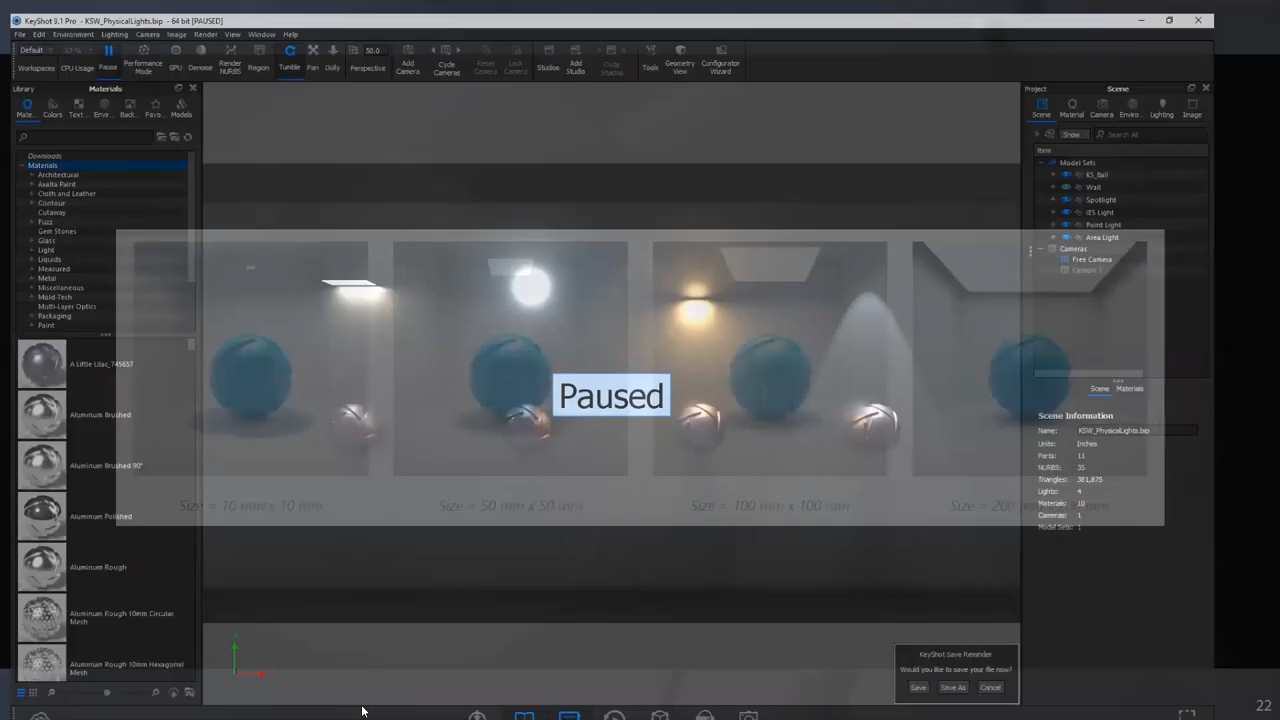 KeyShot 9.1 Pro - KSW_PhysicalLights.bip - 64 bit [PAUSED]
File Edit Environment Lighting Camera Image Render View Window Help
Default
50.0
Workspaces
CPU Usage
Pause
Performance
Mode
GPU
Denoise
Render
NURBS
Region
Tumble
Pan
Dolly
Perspective
Add
Camera
Cycle
Cameras
Reset
Camera
Lock
Camera
Studios
Add
Studio
Cycle
Studios
Tools
Geometry
View
Configurator
Wizard
Library
Materials
Mate...
Colors
Text...
Envir...
Back...
Favo...
Models
Downloads
Materials
Architectural
Axalta Paint
Cloth and Leather
Contour
Cutaway
Fuzz
Gem Stones
Glass
Light
Liquids
Measured
Metal
Miscellaneous
Mold-Tech
Multi-Layer Optics
Packaging
Paint
A Little Lilac_745657
Aluminum Brushed
Aluminum Brushed 90°
Aluminum Polished
Aluminum Rough
Aluminum Rough 10mm Circular
Mesh
Aluminum Rough 10mm Hexagonal
Mesh
Paused
Size = 10 mm x 10 mm
Size = 50 mm x 50 mm
Size = 100 mm x 100 mm
Size = 200
Project
Scene
Scene
Material
Camera
Enviro...
Lighting
Image
Show
Search All
Item
Model Sets
KS_Ball
Wall
Spotlight
IES Light
Point Light
Area Light
Cameras
Free Camera
Camera 1
Scene
Materials
Scene Information
Name: KSW_PhysicalLights.bip
Units: Inches
Parts: 11
NURBS: 35
Triangles: 381,875
Lights: 4
Materials: 10
Cameras: 1
Model Sets: 1
KeyShot Save Reminder
Would you like to save your file now?
Save
Save As
Cancel
22